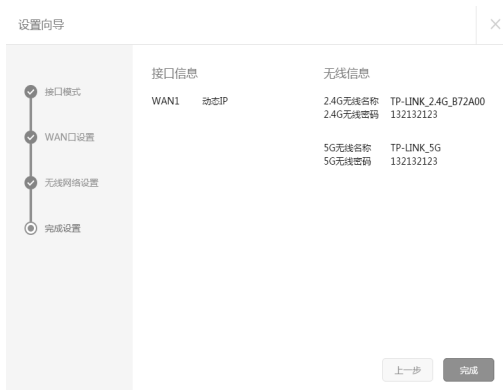 设置向导
接口模式
WAN口设置
无线网络设置
完成设置
接口信息
WAN1 动态IP
无线信息
2.4G无线名称 TP-LINK_2.4G_B72A00
2.4G无线密码 132132123
5G无线名称 TP-LINK_5G
5G无线密码 132132123
上一步 完成